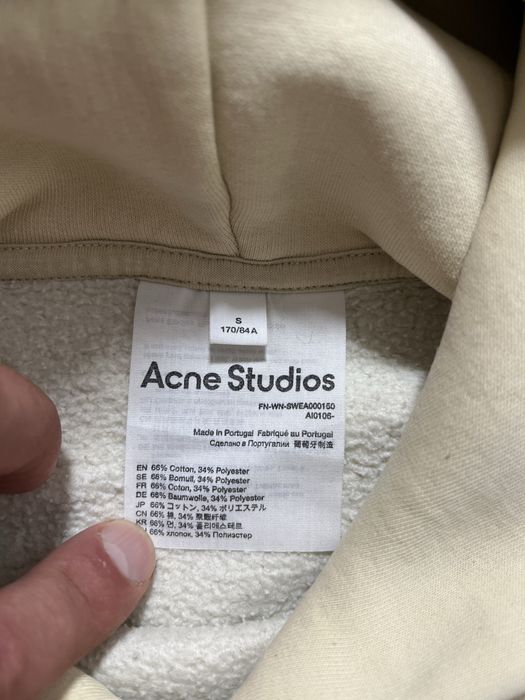 S
170/84 A
Acne Studios
FN-WN-SWEA000150
AI0106-
Made in Portugal Fabriqué au Portugal
Сделано в Португалии 葡萄牙制造
EN 66% Cotton, 34% Polyester
SE 66% Bomull, 34% Polyester
FR 66% Coton, 34% Polyester
DE 66% Baumwolle, 34% Polyester
JP 66% コットン, 34% ポリエステル
CN 66% 棉, 34% 聚酯纤维
KR 66% 면, 34% 폴리에스테르
66% хлопок, 34% Полиэстер